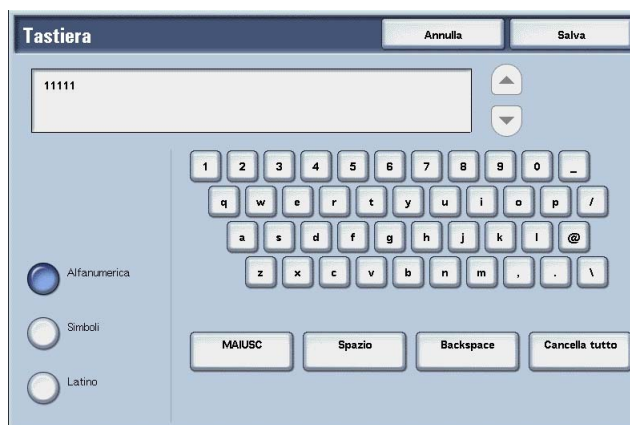 Tastiera
Annulla
Salva
11111
1 2 3 4 5 6 7 8 9 0 _
q w e r t y u i o p /
a s d f g h j k l @
z x c v b n m , . \
Alfanumerica
Simboli
Latino
MAIUSC
Spazio
Backspace
Cancella tutto